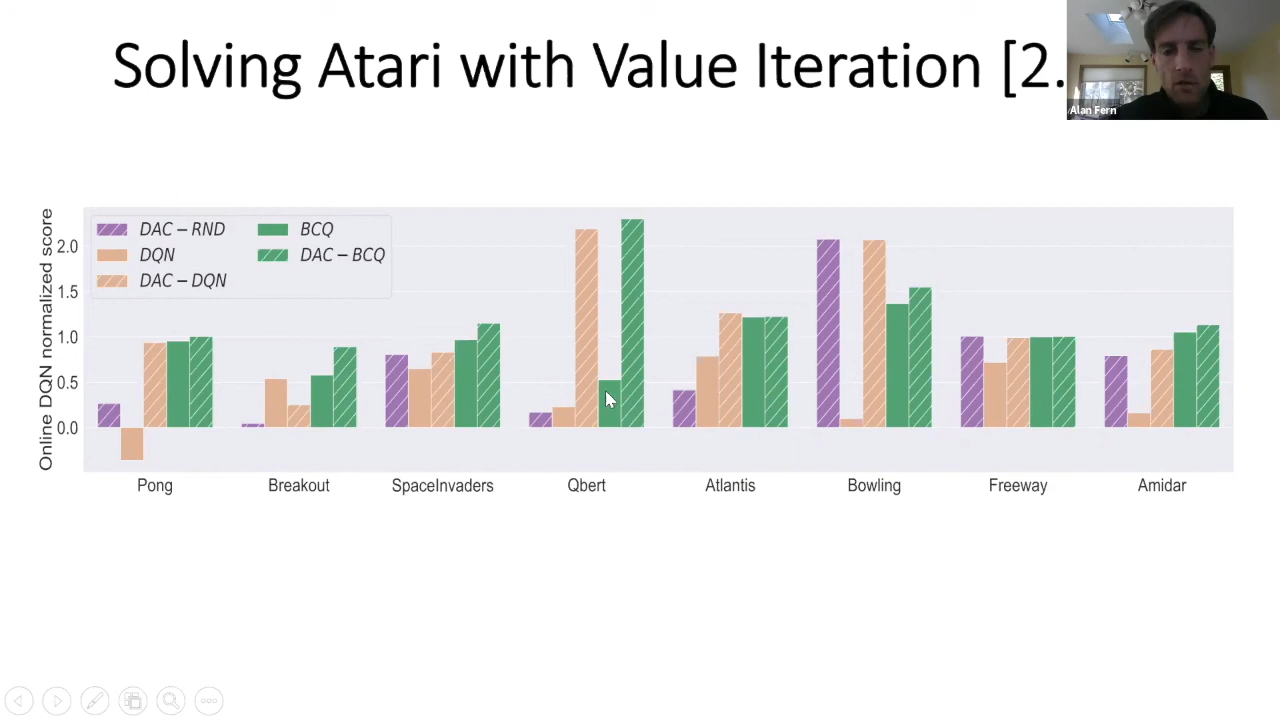 Solving Atari with Value Iteration [2.
Alan Fern
Online DQN normalized score
2.0
1.5
1.0
0.5
0.0
DAC – RND
DQN
DAC – DQN
BCQ
DAC – BCQ
Pong
Breakout
SpaceInvaders
Qbert
Atlantis
Bowling
Freeway
Amidar